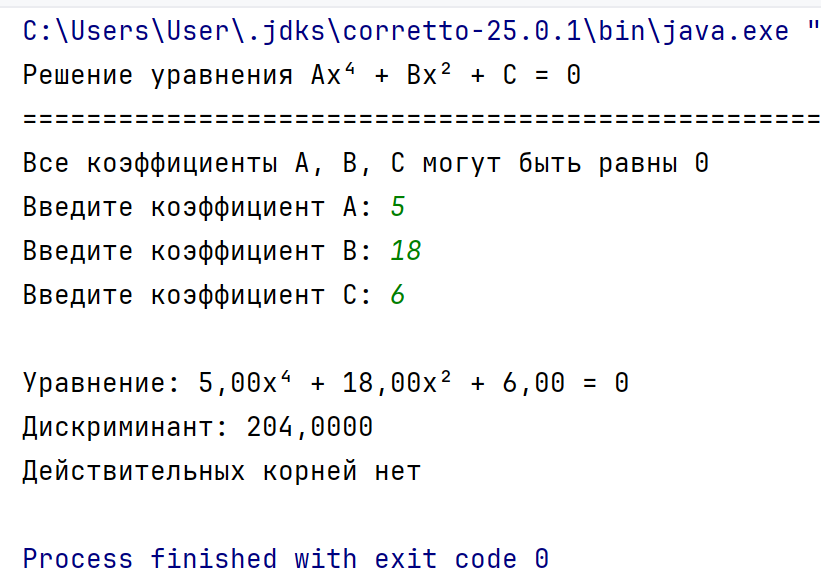 C:\Users\User\.jdks\corretto-25.0.1\bin\java.exe "
Решение уравнения Ax⁴ + Bx² + C = 0
==================================================
Все коэффициенты A, B, C могут быть равны 0
Введите коэффициент A: 5
Введите коэффициент B: 18
Введите коэффициент C: 6
Уравнение: 5,00x⁴ + 18,00x² + 6,00 = 0
Дискриминант: 204,0000
Действительных корней нет
Process finished with exit code 0